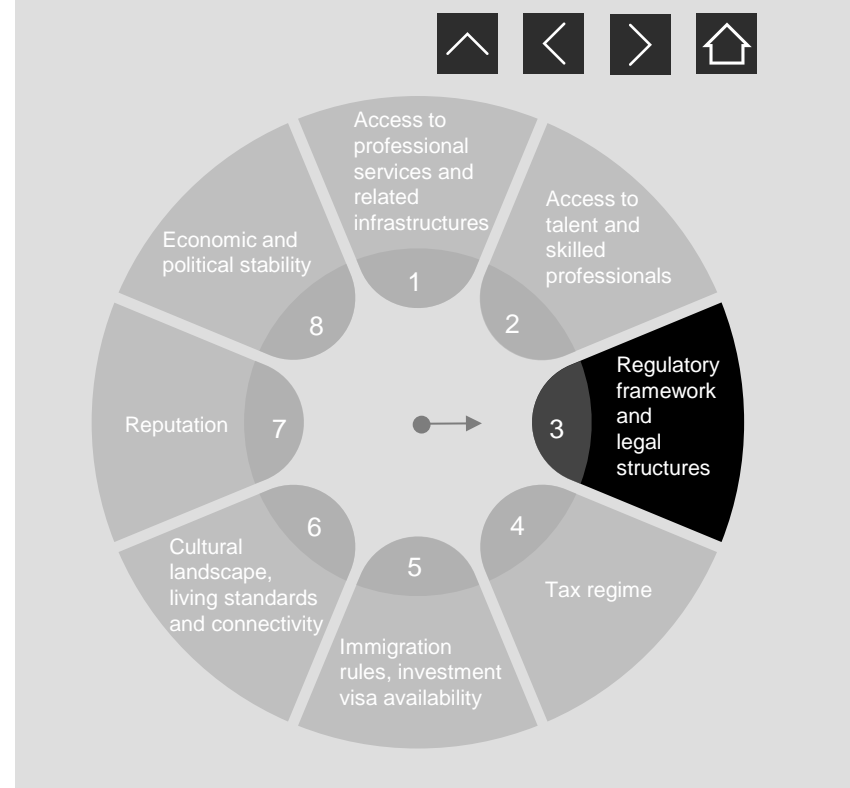 Access to
professional
services and
related
infrastructures
1
Access to
talent and
skilled
professionals
2
Regulatory
framework
and
legal
structures
3
Tax regime
4
Immigration
rules, investment
visa availability
5
Cultural
landscape,
living standards
and connectivity
6
Reputation
7
Economic and
political stability
8